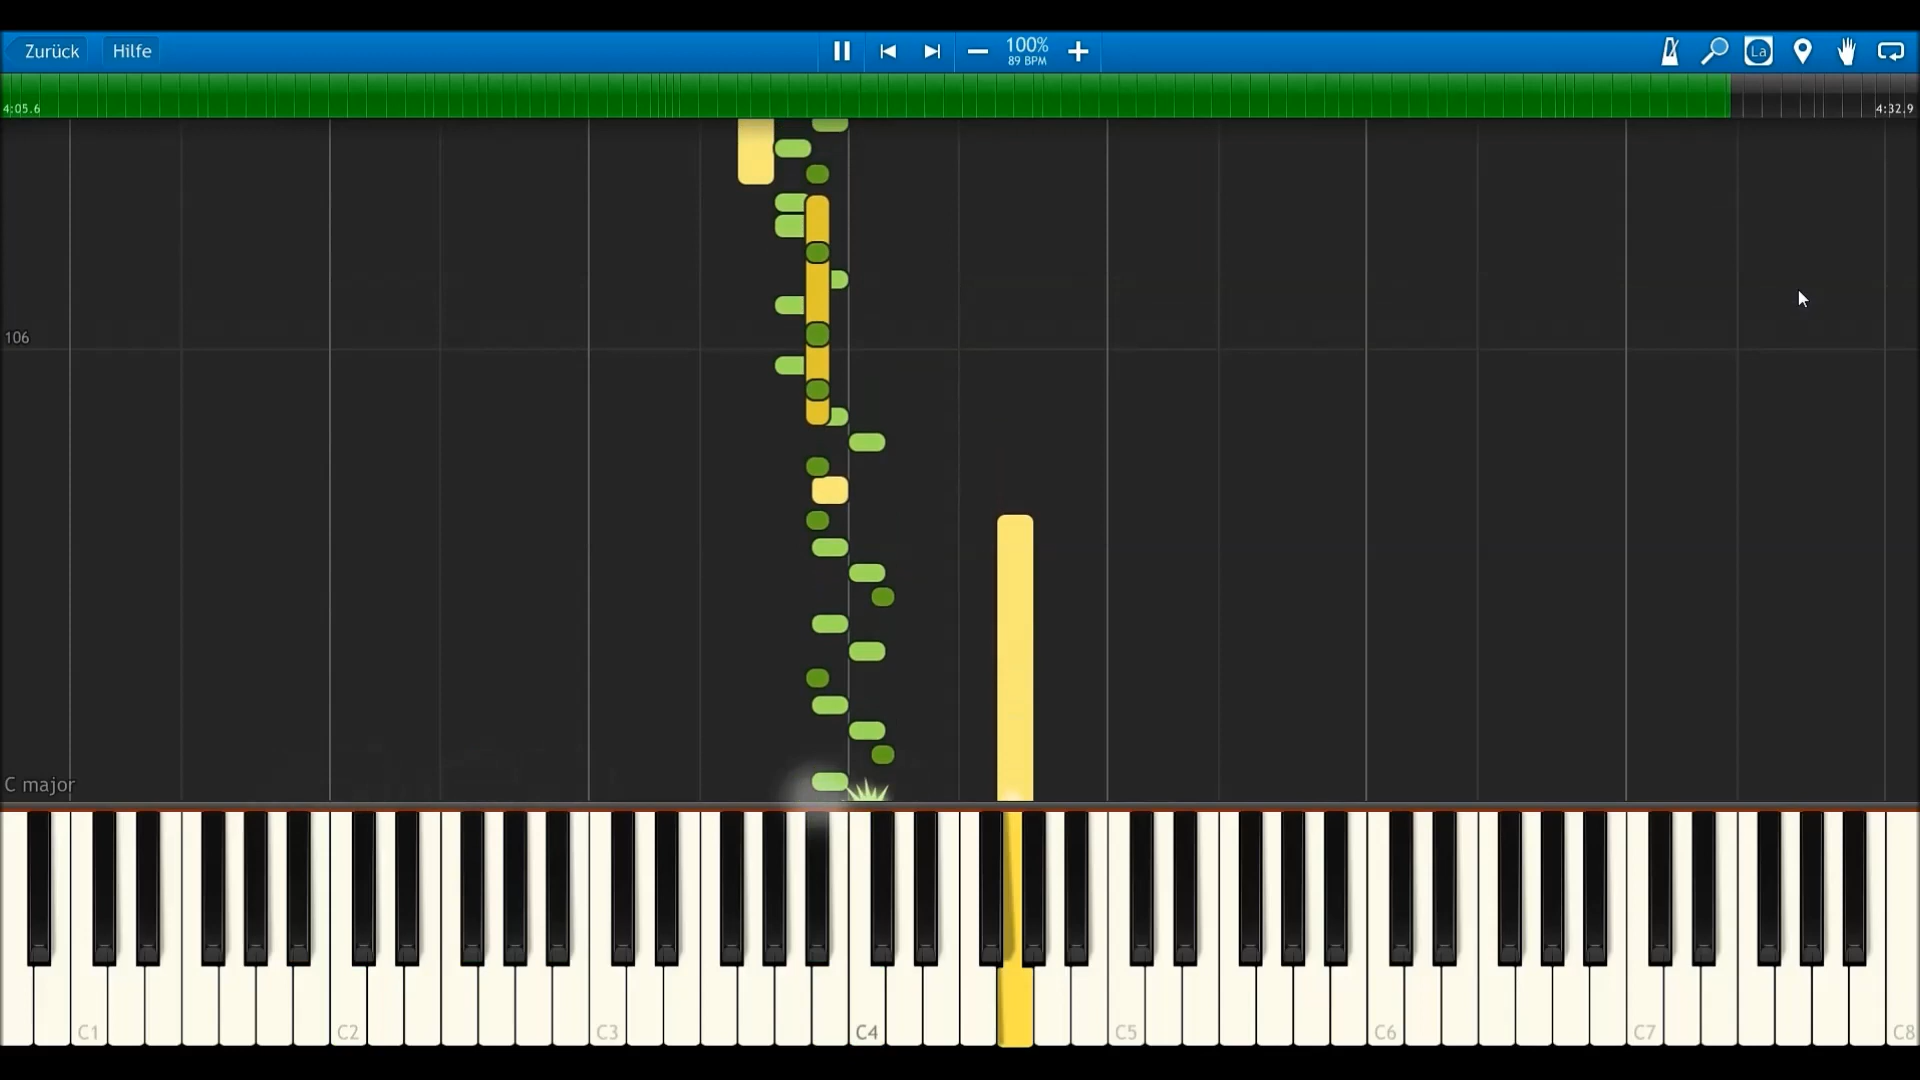 Zurück Hilfe 100% La
89 BPM
4:05.6 4:32.9
106
C major
C1 C2 C3 C4 C5 C6 C7 C8